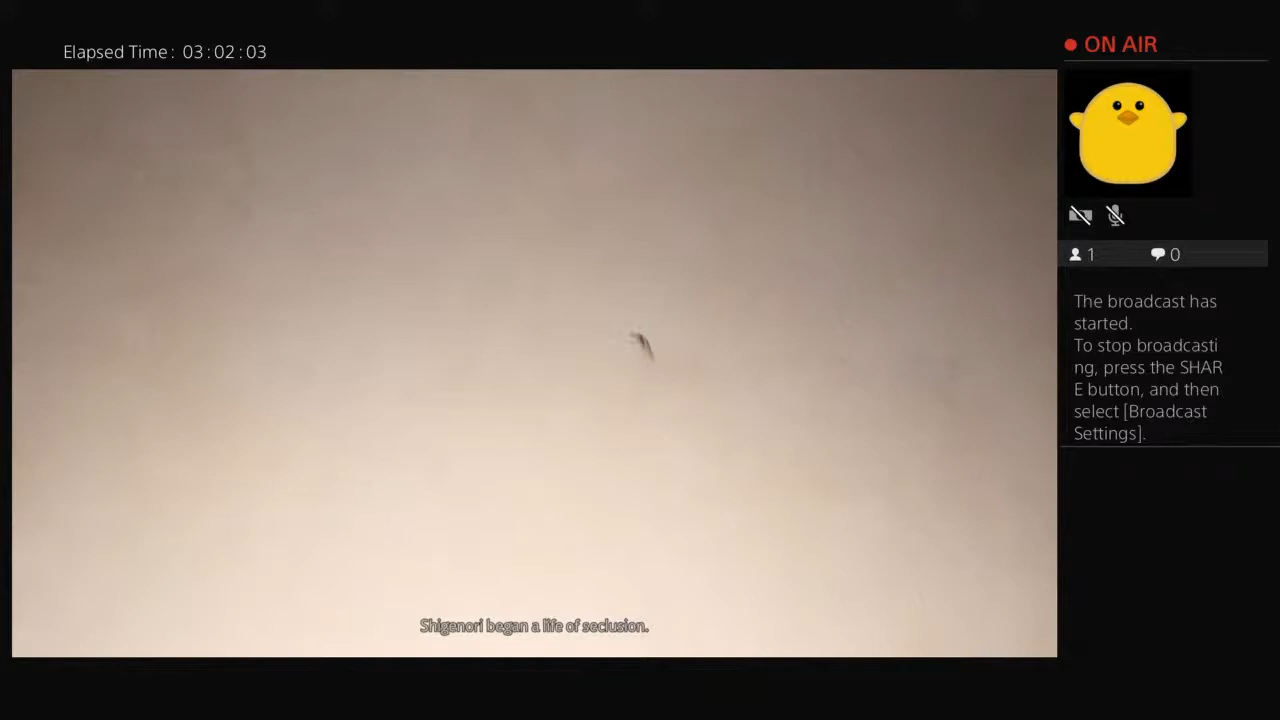 Elapsed Time: 03:02:03
ON AIR
1 0
The broadcast has
started.
To stop broadcasti
ng, press the SHAR
E button, and then
select [Broadcast
Settings].
Shigenori began a life of seclusion.